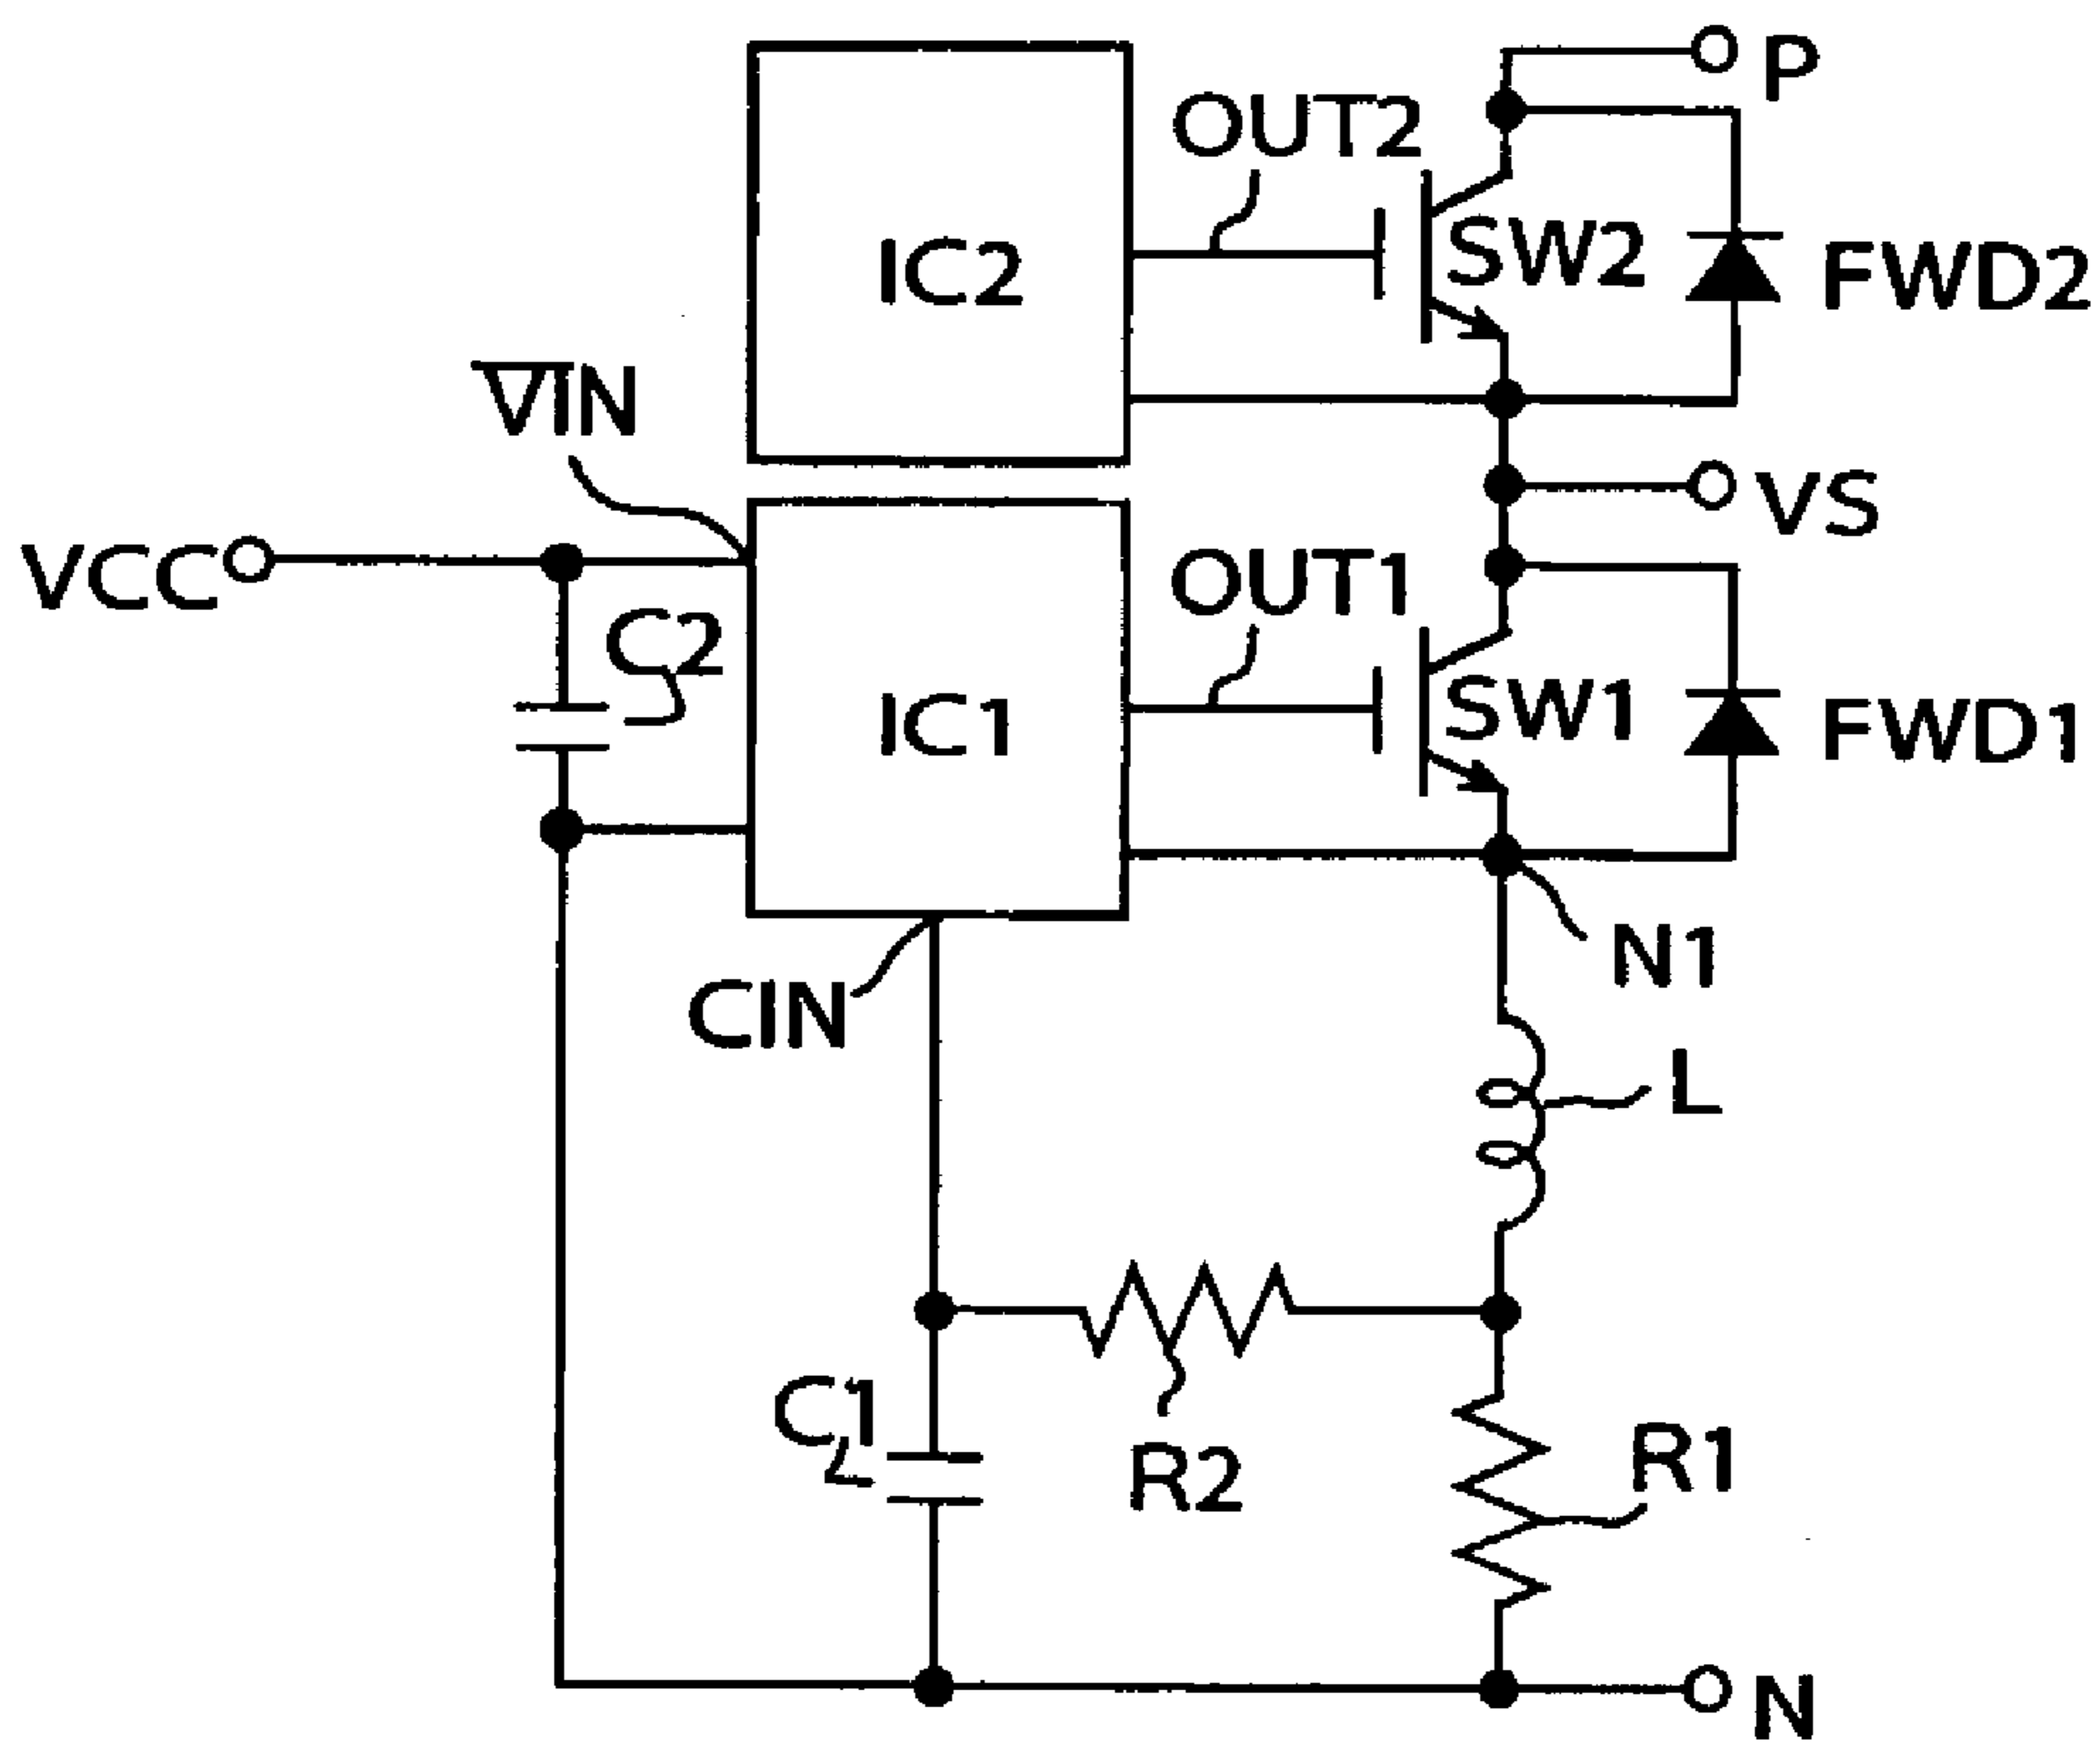 P
OUT2
SW2
IC2
FWD2
VIN
VS
VCC
OUT1
C2
SW1
IC1
FWD1
N1
CIN
L
C1
R1
R2
N